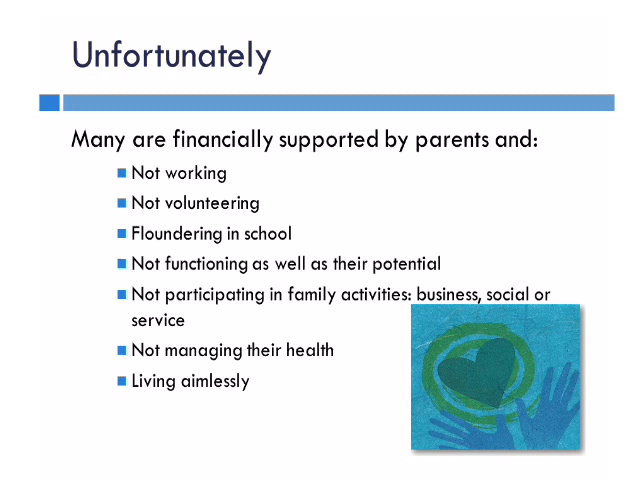 Unfortunately
Many are financially supported by parents and:
Not working
Not volunteering
Floundering in school
Not functioning as well as their potential
Not participating in family activities: business, social or
service
Not managing their health
Living aimlessly